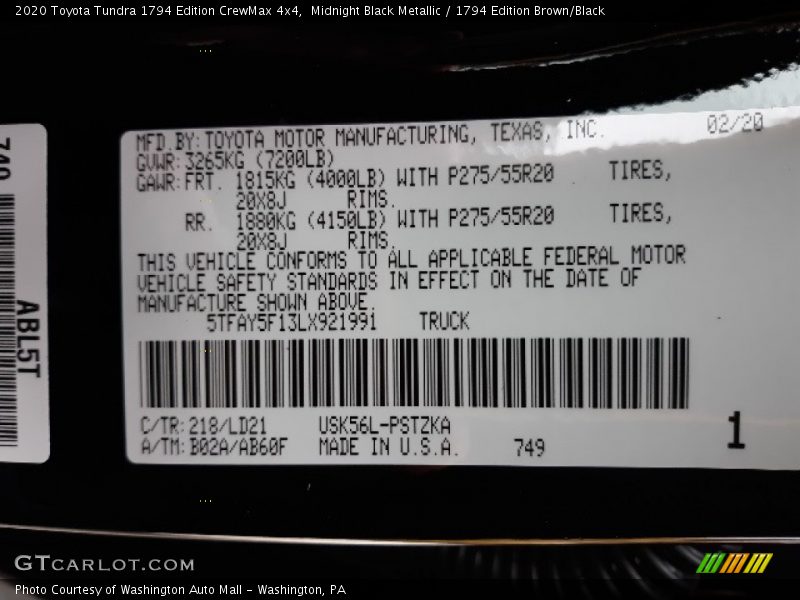 2020 Toyota Tundra 1794 Edition CrewMax 4x4, Midnight Black Metallic / 1794 Edition Brown/Black
MFD.BY:TOYOTA MOTOR MANUFACTURING, TEXAS, INC. 02/20
GVWR:3265KG (7200LB)
GAWR:FRT. 1815KG (4000LB) WITH P275/55R20 TIRES,
20X8J RIMS.
RR. 1880KG (4150LB) WITH P275/55R20 TIRES,
20X8J RIMS.
THIS VEHICLE CONFORMS TO ALL APPLICABLE FEDERAL MOTOR
VEHICLE SAFETY STANDARDS IN EFFECT ON THE DATE OF
MANUFACTURE SHOWN ABOVE.
5TFAY5F13LX921991 TRUCK
C/TR:218/LD21 USK56L-PSTZKA
A/TM:B02A/AB60F MADE IN U.S.A. 749
1
749
ABL5T
GTCARLOT.COM
Photo Courtesy of Washington Auto Mall - Washington, PA